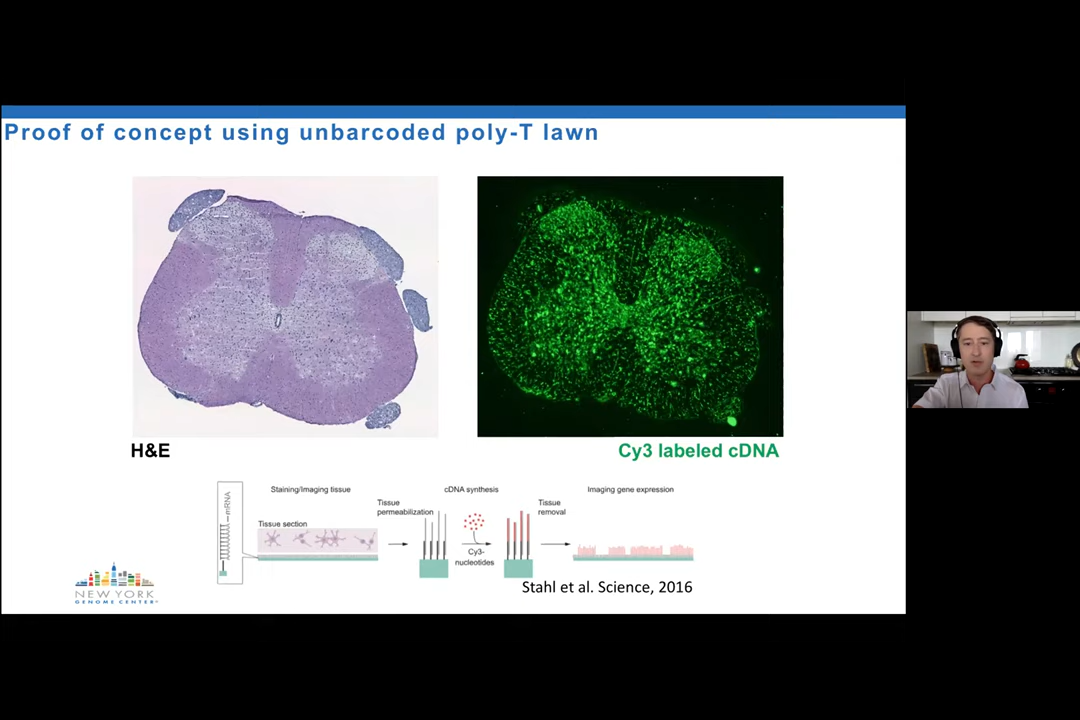 Proof of concept using unbarcoded poly-T lawn
H&E
Cy3 labeled cDNA
mRNA
Staining/Imaging tissue
Tissue section
Tissue
permeabilization
cDNA synthesis
Cy3-
nucleotides
Tissue
removal
Imaging gene expression
Stahl et al. Science, 2016
NEW YORK
GENOME CENTER